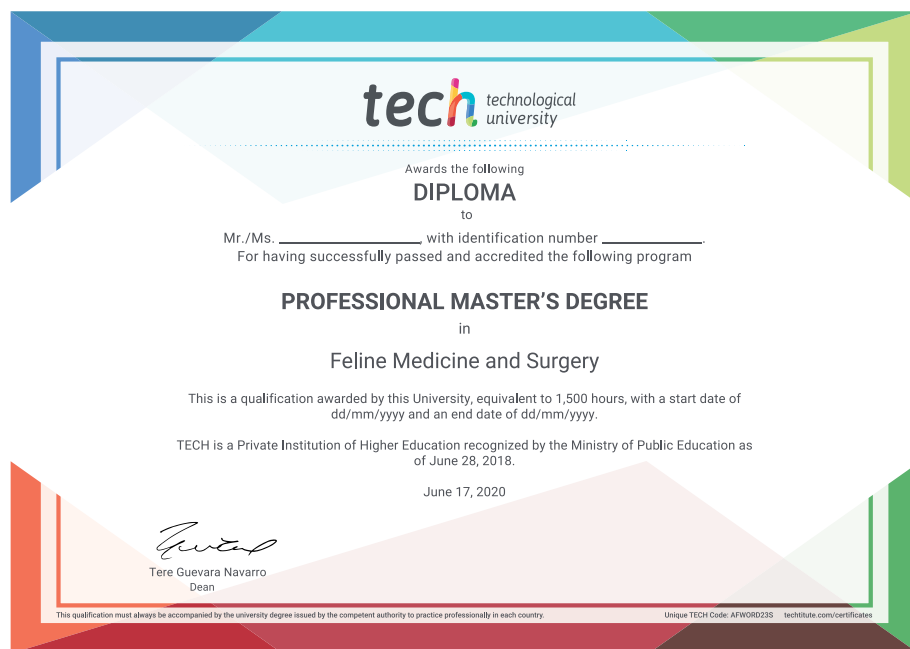 tech technological
university
Awards the following
DIPLOMA
to
Mr./Ms. ____________________, with identification number ______________.
For having successfully passed and accredited the following program
PROFESSIONAL MASTER'S DEGREE
in
Feline Medicine and Surgery
This is a qualification awarded by this University, equivalent to 1,500 hours, with a start date of
dd/mm/yyyy and an end date of dd/mm/yyyy.
TECH is a Private Institution of Higher Education recognized by the Ministry of Public Education as
of June 28, 2018.
June 17, 2020
Tere Guevara Navarro
Dean
This qualification must always be accompanied by the university degree issued by the competent authority to practice professionally in each country. Unique TECH Code: AFWORD23S techtitute.com/certificates